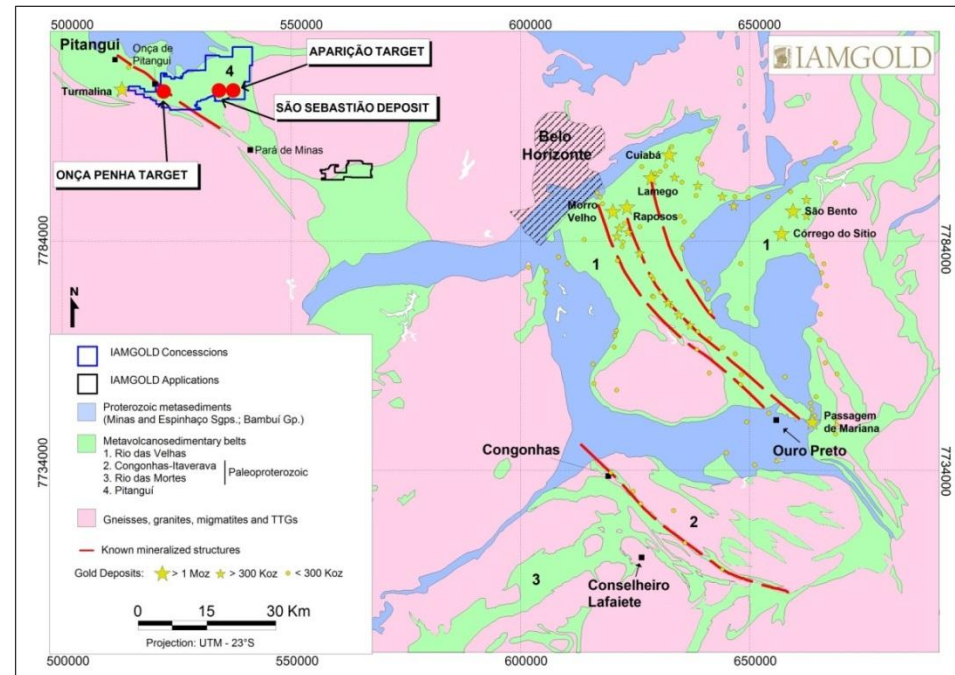 500000 550000 600000 650000
Pitangui
Onça de
Pitangui
APARIÇÃO TARGET
4
Turmalina
SÃO SEBASTIÃO DEPOSIT
Pará de Minas
ONÇA PENHA TARGET
IAMGOLD
Belo
Horizonte
Cuiabá
Lamego
Morro
Velho
Raposos
São Bento
Córrego do Sítio
1
1
7784000
7784000
N
IAMGOLD Concesscions
IAMGOLD Applications
Proterozoic metasediments
(Minas and Espinhaço Sgps.; Bambuí Gp.)
Metavolcanosedimentary belts
1. Rio das Velhas
2. Congonhas-Itaverava
3. Rio das Mortes
4. Pitanguí
Paleoproterozoic
Gneisses, granites, migmatites and TTGs
Known mineralized structures
Gold Deposits: > 1 Moz > 300 Koz < 300 Koz
0 15 30 Km
Projection: UTM - 23°S
Passagem
de Mariana
Ouro Preto
Congonhas
7734000
7734000
2
3
Conselheiro
Lafaiete
500000 550000 600000 650000